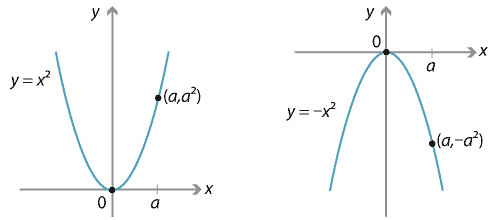 y
y = x²
(a,a²)
0
a
x
y
0
a
x
y = −x²
(a,−a²)